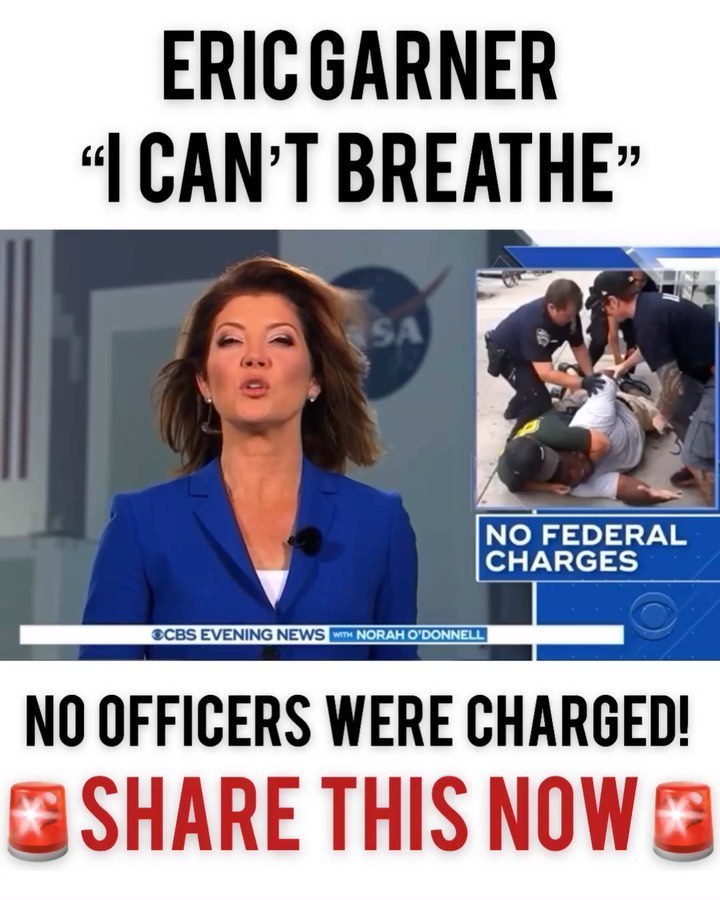 ERIC GARNER
“I CAN’T BREATHE”
SA
NO FEDERAL
CHARGES
CBS EVENING NEWS WITH NORAH O’DONNELL
NO OFFICERS WERE CHARGED!
SHARE THIS NOW